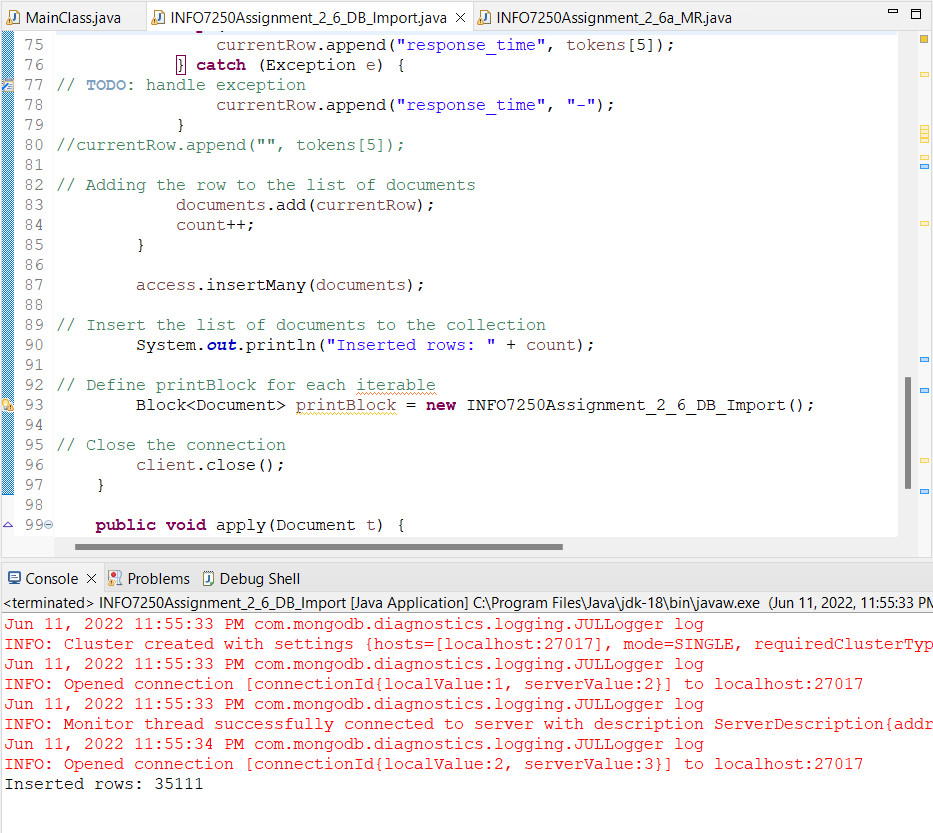 MainClass.java INFO7250Assignment_2_6_DB_Import.java INFO7250Assignment_2_6a_MR.java
75 currentRow.append("response_time", tokens[5]);
76 } catch (Exception e) {
77 // TODO: handle exception
78 currentRow.append("response_time", "-");
79 }
80 //currentRow.append("", tokens[5]);
81
82 // Adding the row to the list of documents
83 documents.add(currentRow);
84 count++;
85 }
86
87 access.insertMany(documents);
88
89 // Insert the list of documents to the collection
90 System.out.println("Inserted rows: " + count);
91
92 // Define printBlock for each iterable
93 Block<Document> printBlock = new INFO7250Assignment_2_6_DB_Import();
94
95 // Close the connection
96 client.close();
97 }
98
99 public void apply(Document t) {
Console Problems Debug Shell
<terminated> INFO7250Assignment_2_6_DB_Import [Java Application] C:\Program Files\Java\jdk-18\bin\javaw.exe (Jun 11, 2022, 11:55:33 PM
Jun 11, 2022 11:55:33 PM com.mongodb.diagnostics.logging.JULLogger log
INFO: Cluster created with settings {hosts=[localhost:27017], mode=SINGLE, requiredClusterTyp
Jun 11, 2022 11:55:33 PM com.mongodb.diagnostics.logging.JULLogger log
INFO: Opened connection [connectionId{localValue:1, serverValue:2}] to localhost:27017
Jun 11, 2022 11:55:33 PM com.mongodb.diagnostics.logging.JULLogger log
INFO: Monitor thread successfully connected to server with description ServerDescription{addr
Jun 11, 2022 11:55:34 PM com.mongodb.diagnostics.logging.JULLogger log
INFO: Opened connection [connectionId{localValue:2, serverValue:3}] to localhost:27017
Inserted rows: 35111